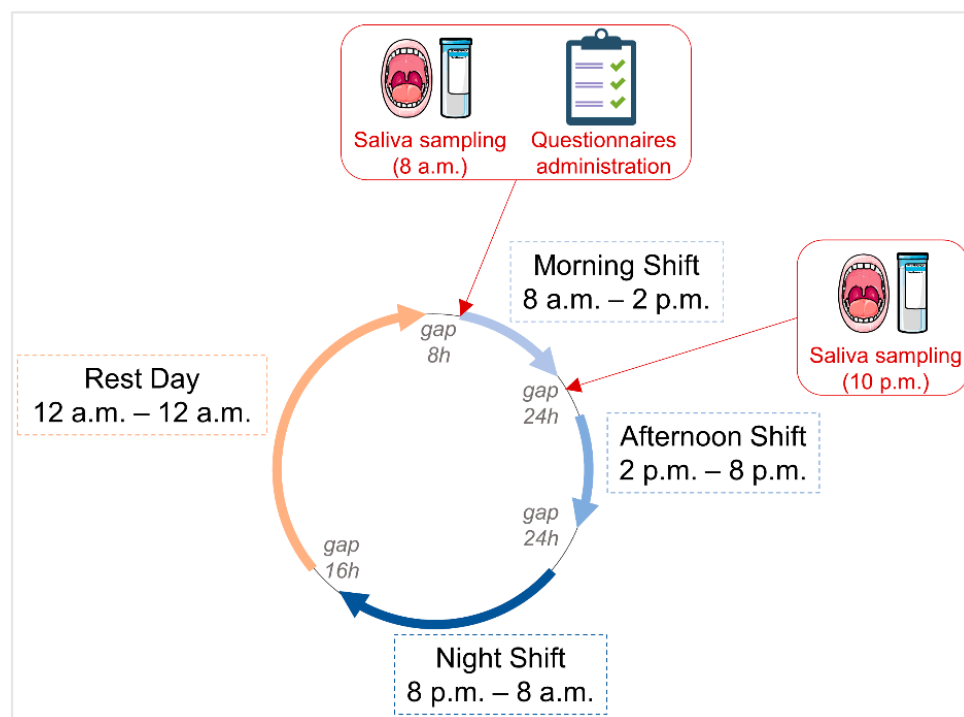 Saliva sampling
(8 a.m.)
Questionnaires
administration
Morning Shift
8 a.m. – 2 p.m.
Saliva sampling
(10 p.m.)
gap
8h
gap
24h
Rest Day
12 a.m. – 12 a.m.
Afternoon Shift
2 p.m. – 8 p.m.
gap
24h
gap
16h
Night Shift
8 p.m. – 8 a.m.